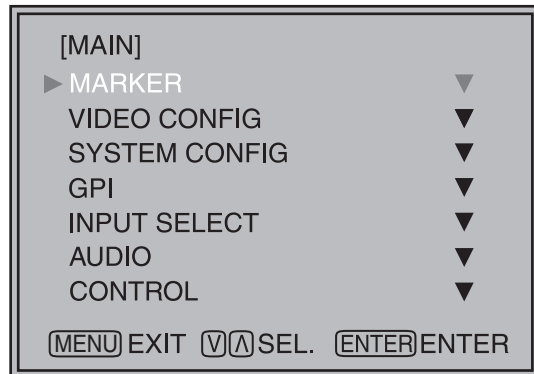 [MAIN]
▶ MARKER ▼
VIDEO CONFIG ▼
SYSTEM CONFIG ▼
GPI ▼
INPUT SELECT ▼
AUDIO ▼
CONTROL ▼
MENU EXIT V Λ SEL. ENTER ENTER